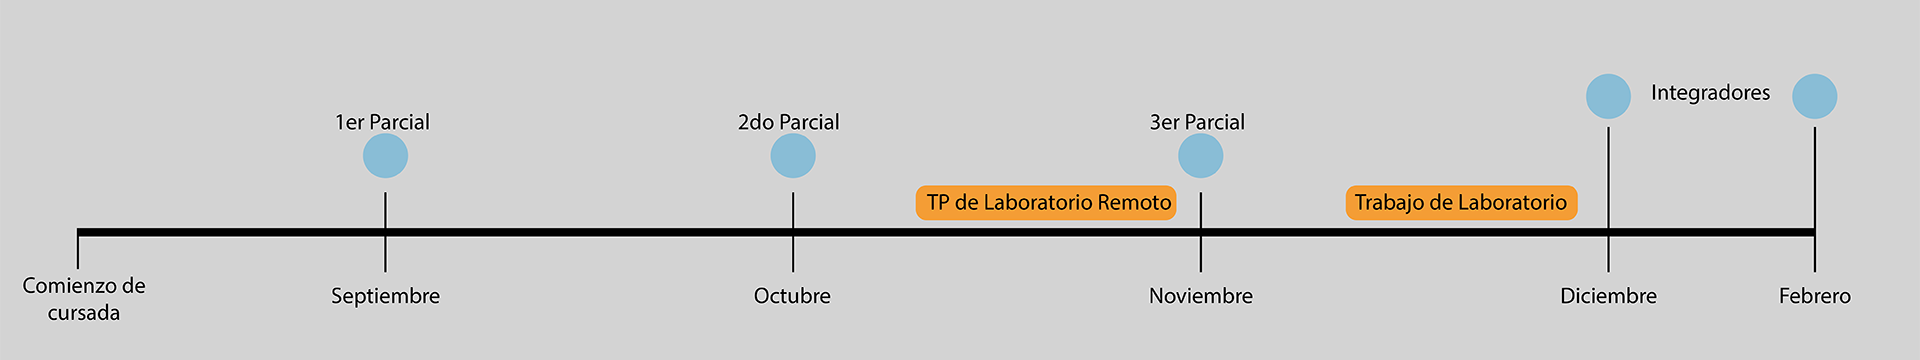 Integradores
1er Parcial
2do Parcial
3er Parcial
TP de Laboratorio Remoto
Trabajo de Laboratorio
Comienzo de
cursada
Septiembre
Octubre
Noviembre
Diciembre
Febrero